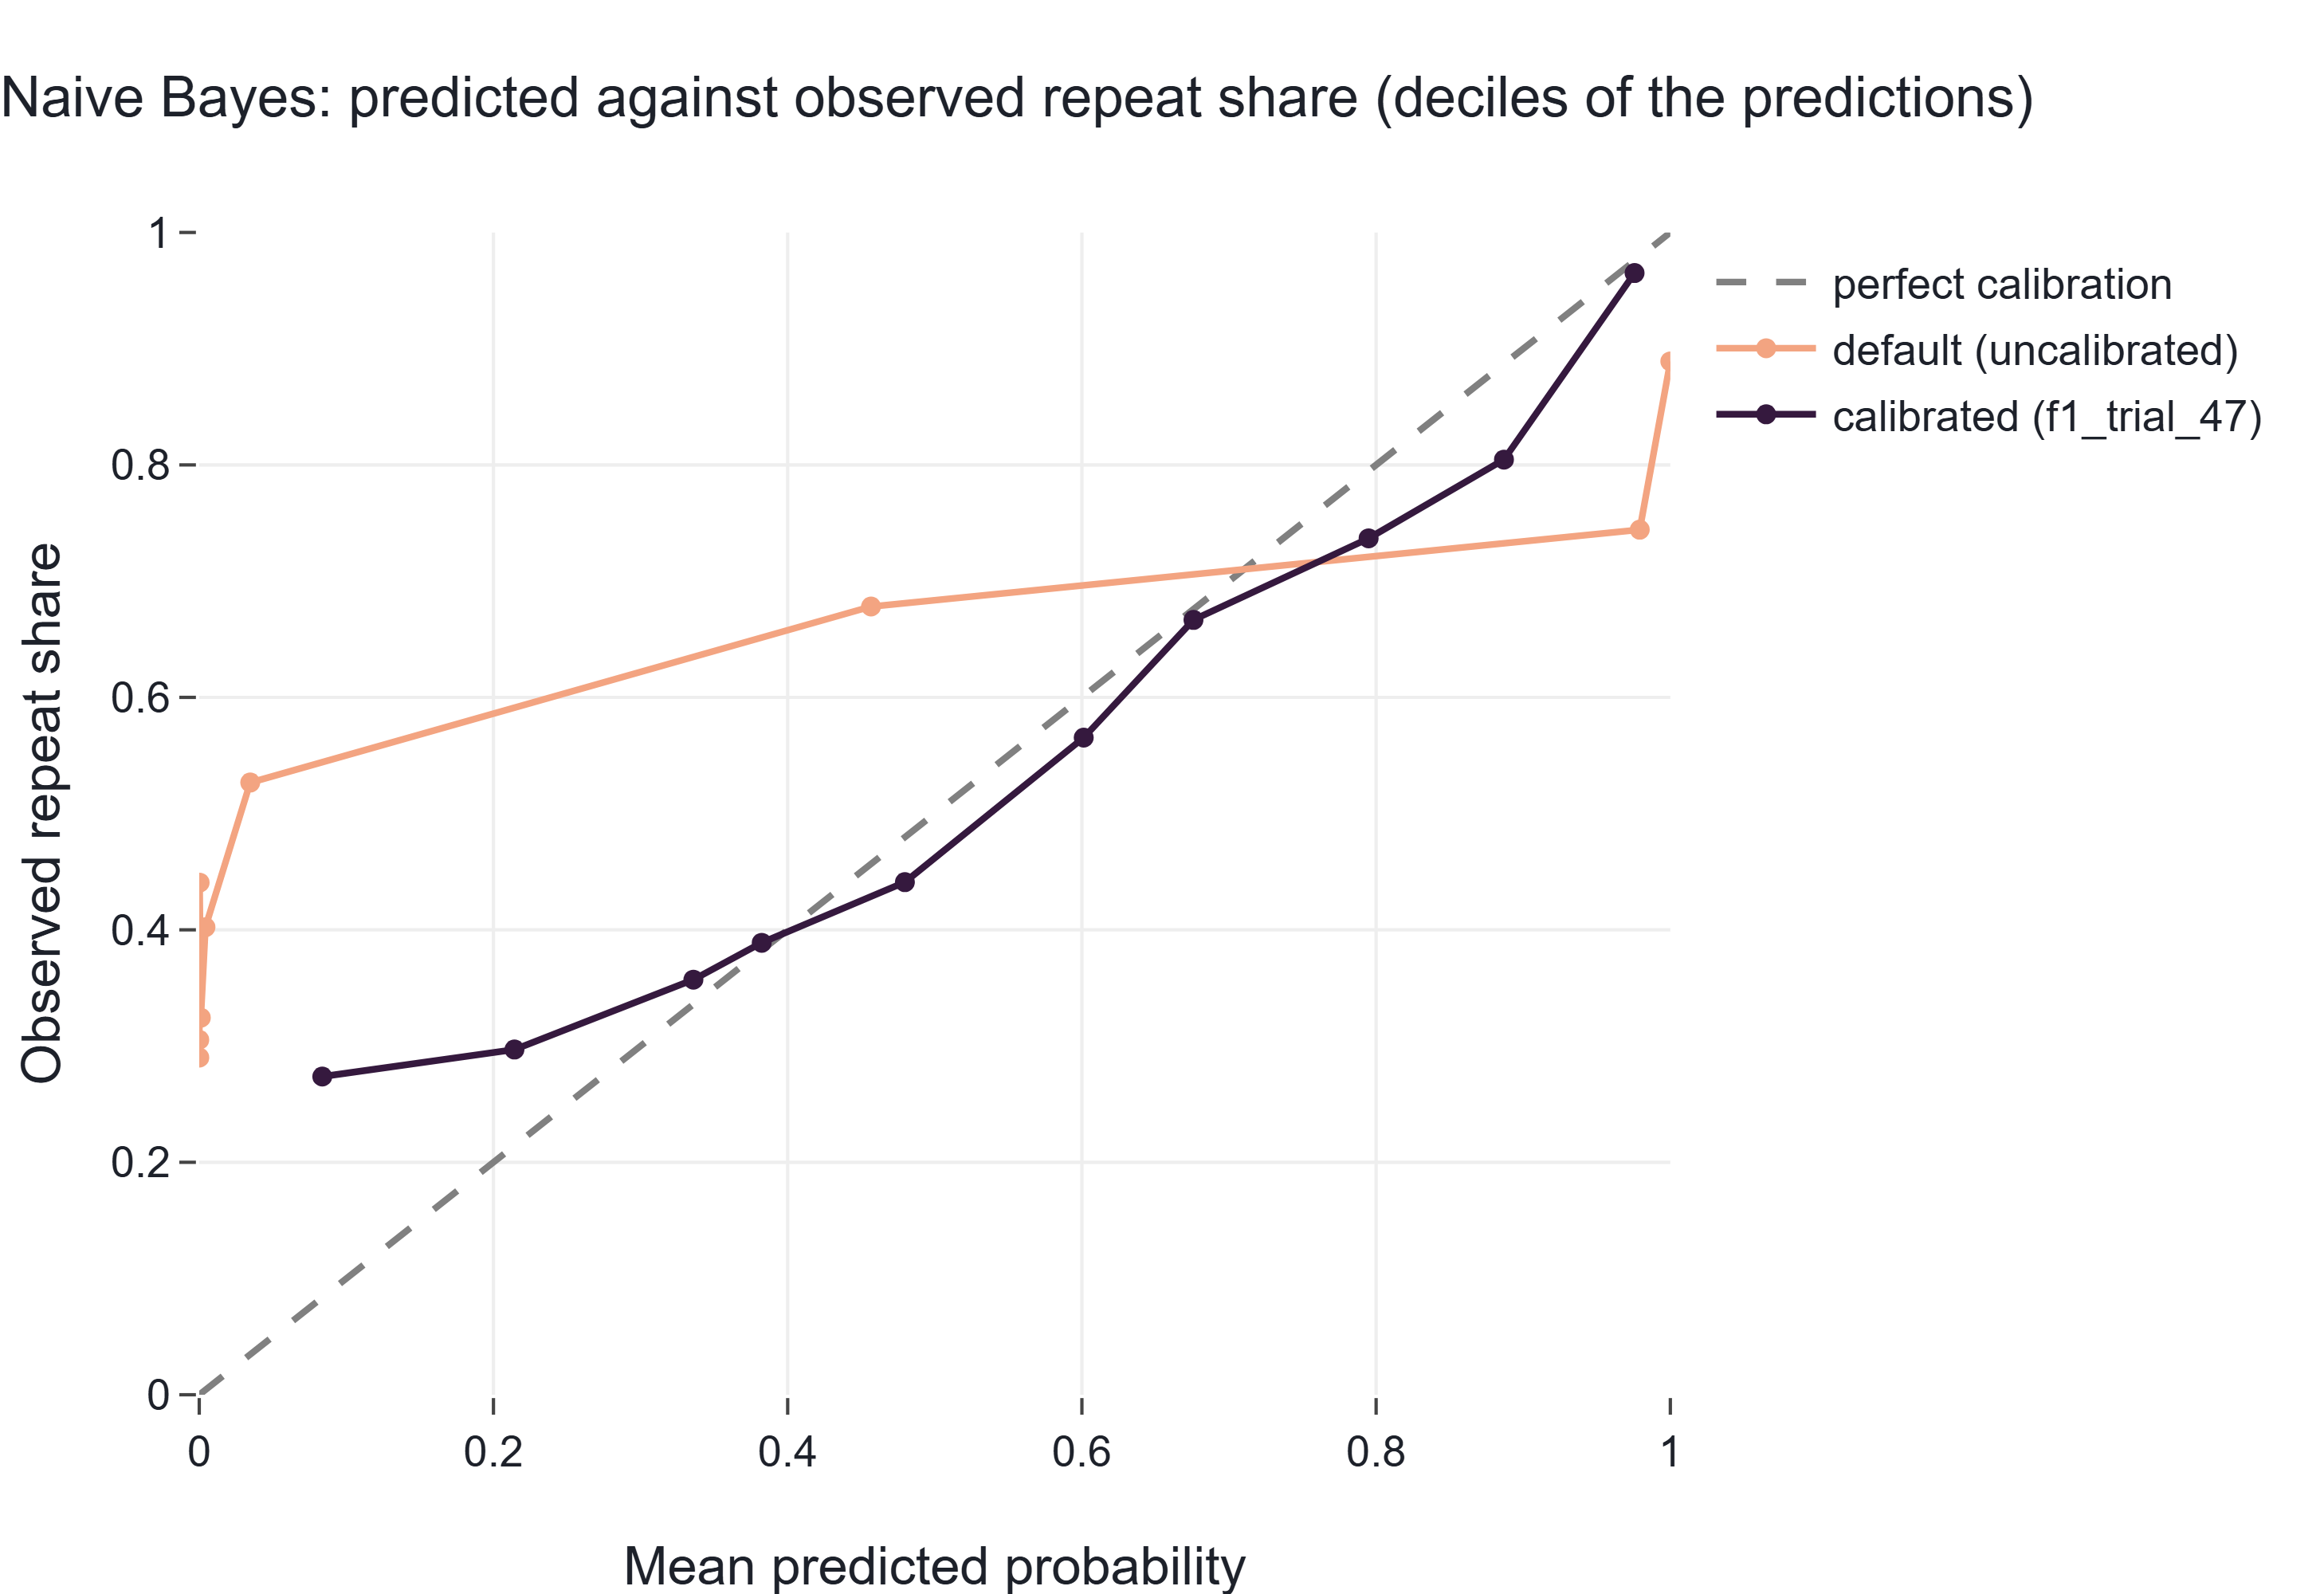 Naive Bayes: predicted against observed repeat share (deciles of the predictions)
perfect calibration
default (uncalibrated)
calibrated (f1_trial_47)
Observed repeat share
1
0.8
0.6
0.4
0.2
0
0 0.2 0.4 0.6 0.8 1
Mean predicted probability